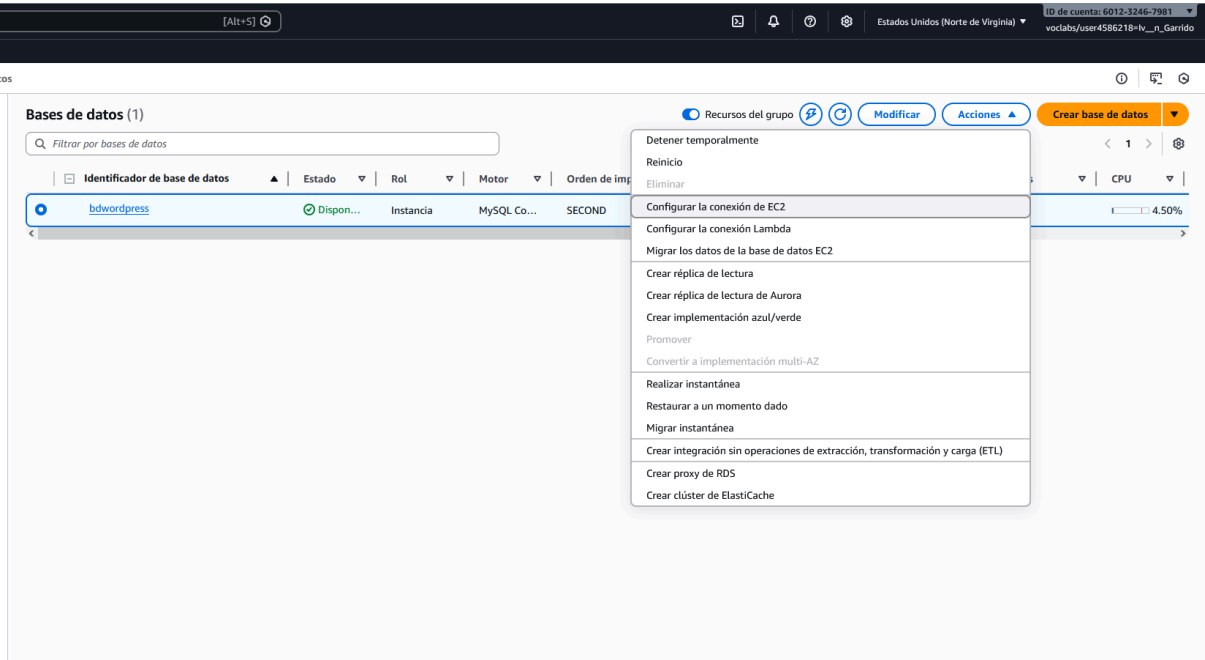 [Alt+S]
Estados Unidos (Norte de Virginia)
ID de cuenta: 6012-3246-7981
voclabs/user4586218=Iv__n_Garrido
tos
Bases de datos (1)
Recursos del grupo
Modificar
Acciones
Crear base de datos
Filtrar por bases de datos
1
Identificador de base de datos
Estado
Rol
Motor
Orden de imp
s
CPU
bdwordpress
Dispon...
Instancia
MySQL Co...
SECOND
4.50%
Detener temporalmente
Reinicio
Eliminar
Configurar la conexión de EC2
Configurar la conexión Lambda
Migrar los datos de la base de datos EC2
Crear réplica de lectura
Crear réplica de lectura de Aurora
Crear implementación azul/verde
Promover
Convertir a implementación multi-AZ
Realizar instantánea
Restaurar a un momento dado
Migrar instantánea
Crear integración sin operaciones de extracción, transformación y carga (ETL)
Crear proxy de RDS
Crear clúster de ElastiCache